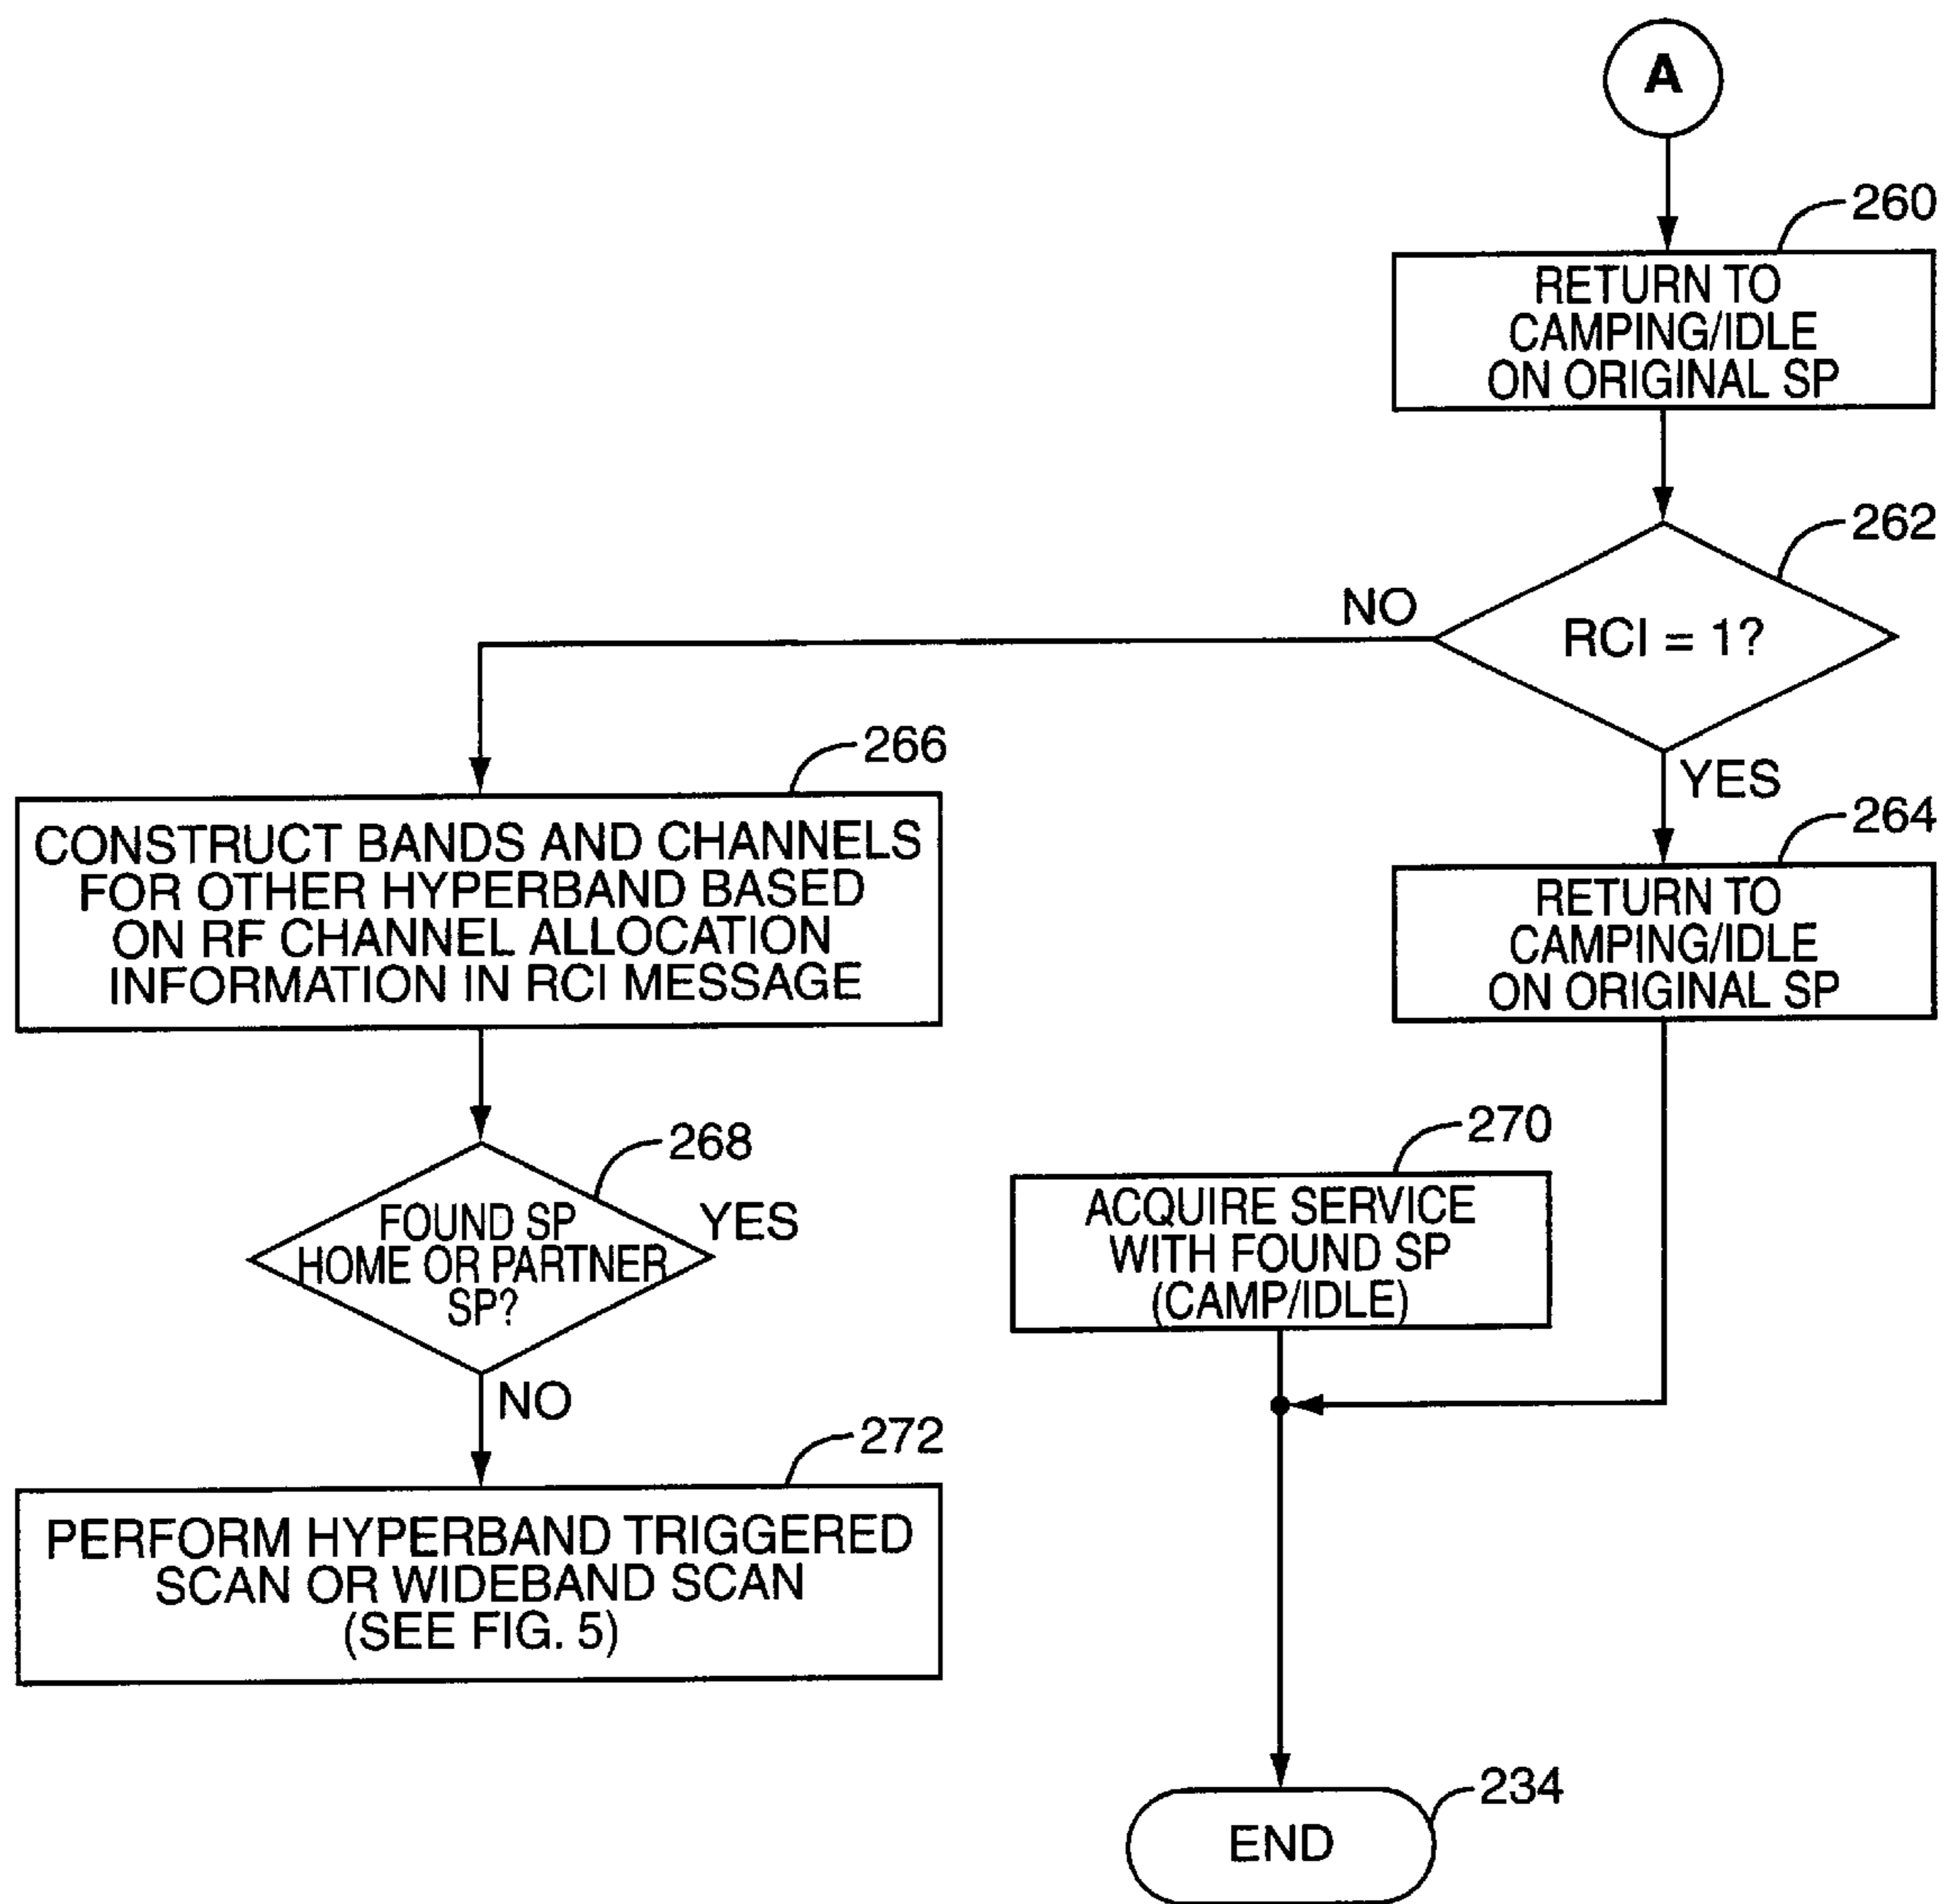 A
260
RETURN TO
CAMPING/IDLE
ON ORIGINAL SP
262
NO
RCI = 1?
YES
266
CONSTRUCT BANDS AND CHANNELS
FOR OTHER HYPERBAND BASED
ON RF CHANNEL ALLOCATION
INFORMATION IN RCI MESSAGE
264
RETURN TO
CAMPING/IDLE
ON ORIGINAL SP
268
FOUND SP
HOME OR PARTNER
SP?
YES
NO
270
ACQUIRE SERVICE
WITH FOUND SP
(CAMP/IDLE)
272
PERFORM HYPERBAND TRIGGERED
SCAN OR WIDEBAND SCAN
(SEE FIG. 5)
234
END